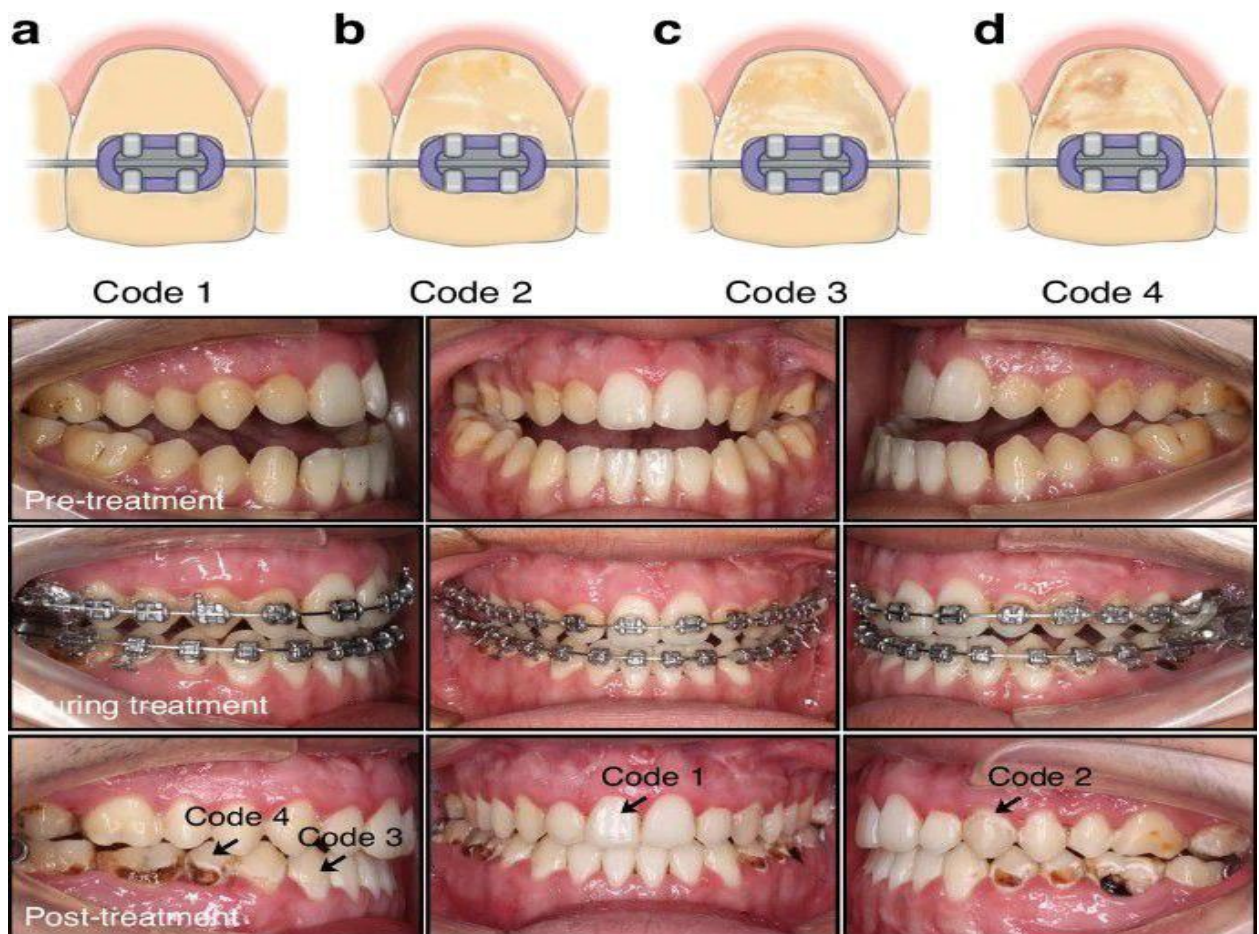 a b c d
Code 1 Code 2 Code 3 Code 4
Pre-treatment
During treatment
Code 4
Code 3
Code 1
Code 2
Post-treatment